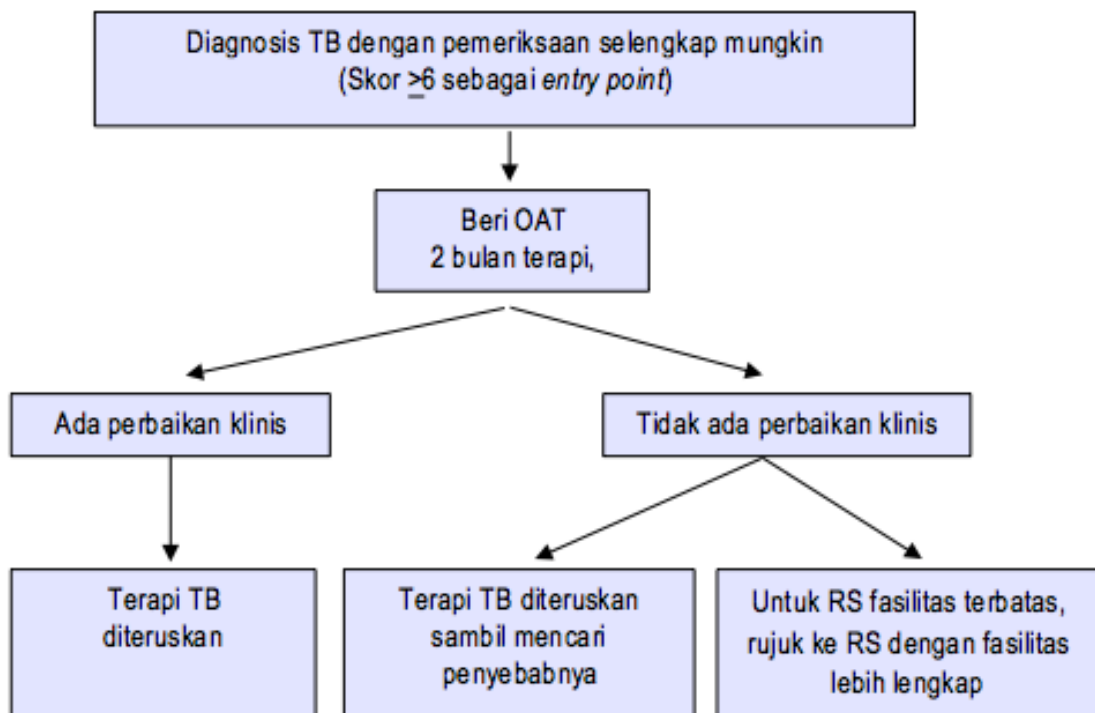 Diagnosis TB dengan pemeriksaan selengkap mungkin
(Skor >6 sebagai entry point)
Beri OAT
2 bulan terapi,
Ada perbaikan klinis
Tidak ada perbaikan klinis
Terapi TB
diteruskan
Terapi TB diteruskan
sambil mencari
penyebabnya
Untuk RS fasilitas terbatas,
rujuk ke RS dengan fasilitas
lebih lengkap